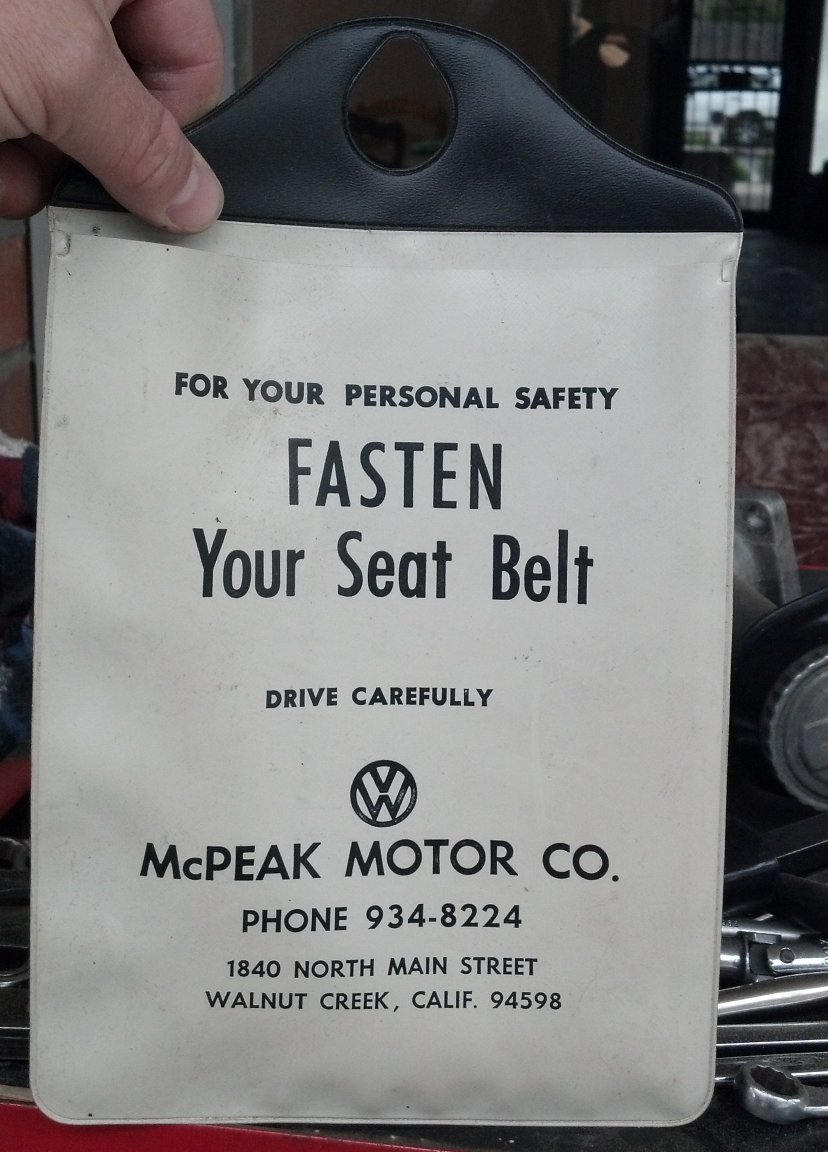 FOR YOUR PERSONAL SAFETY
FASTEN
Your Seat Belt
DRIVE CAREFULLY
VW
McPEAK MOTOR CO.
PHONE 934-8224
1840 NORTH MAIN STREET
WALNUT CREEK, CALIF. 94598